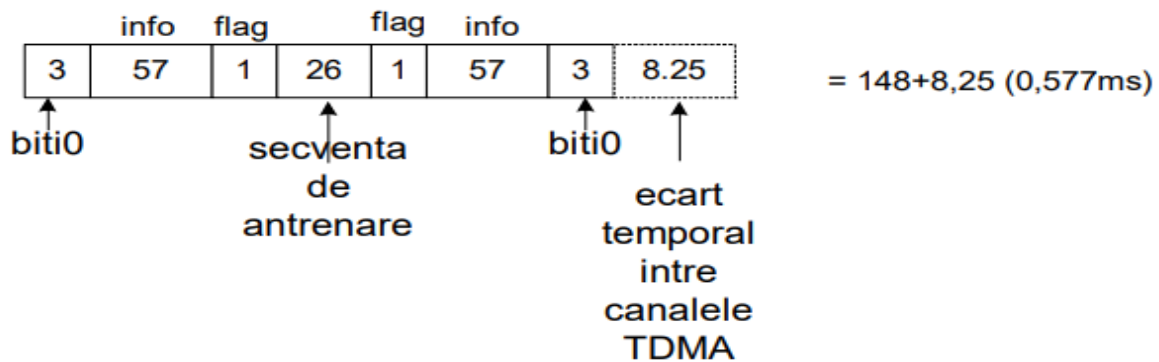 info flag flag info
3 57 1 26 1 57 3 8.25
= 148+8,25 (0,577ms)
biti0 secventa de antrenare biti0
ecart temporal intre canalele TDMA